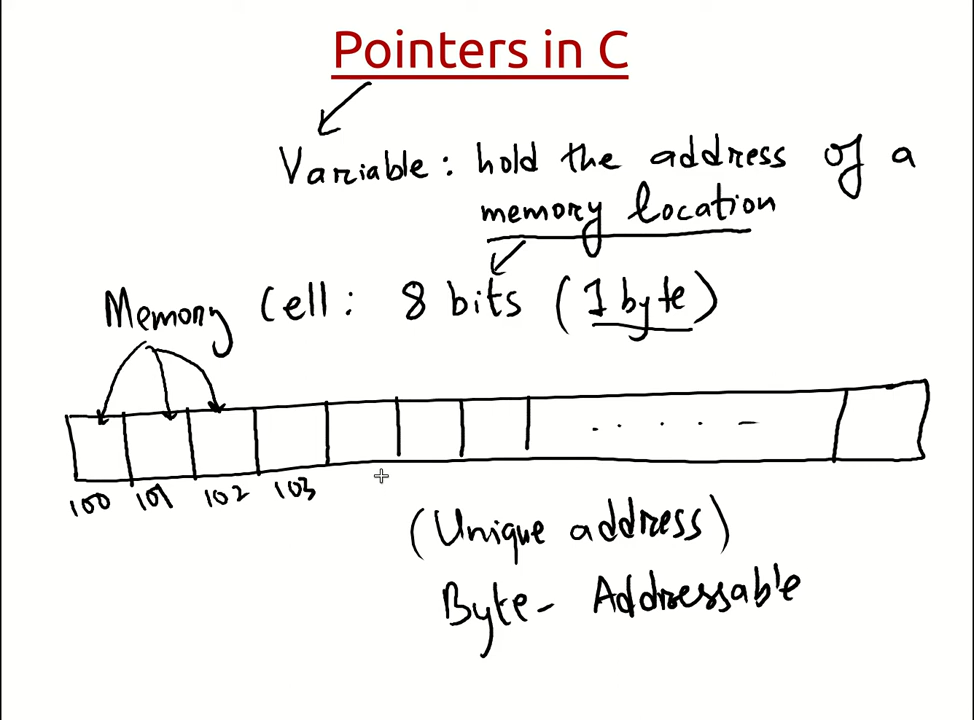 Pointers in C
Variable: hold the address of a
memory location
Memory Cell: 8 bits (1 byte)
100 101 102 103
(Unique address)
Byte- Addressable